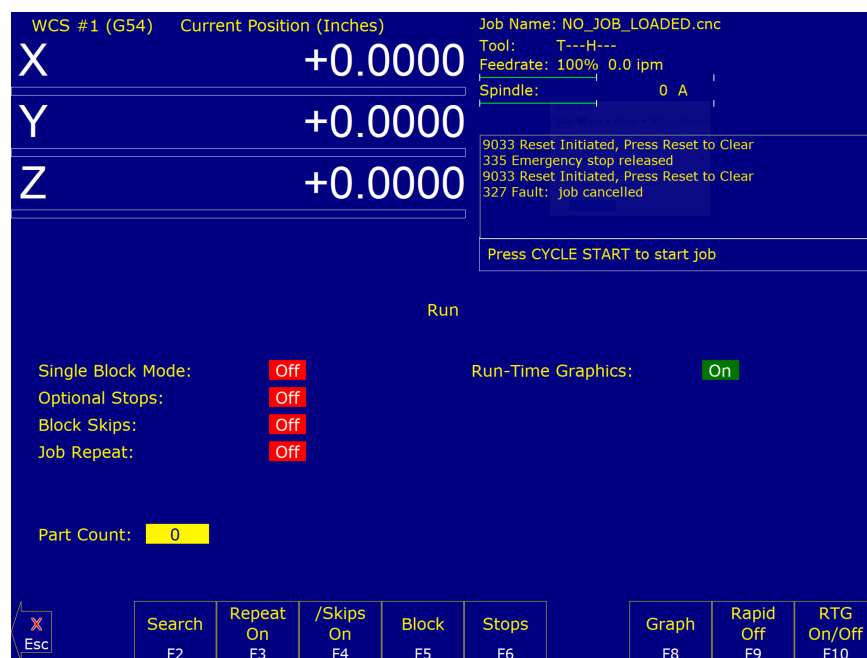 WCS #1 (G54) Current Position (Inches)
X +0.0000
Y +0.0000
Z +0.0000
Job Name: NO_JOB_LOADED.cnc
Tool: T---H---
Feedrate: 100% 0.0 ipm
Spindle: 0 A
9033 Reset Initiated, Press Reset to Clear
335 Emergency stop released
9033 Reset Initiated, Press Reset to Clear
327 Fault: job cancelled
Press CYCLE START to start job
Run
Single Block Mode: Off
Optional Stops: Off
Block Skips: Off
Job Repeat: Off
Run-Time Graphics: On
Part Count: 0
X
Esc
Search
F2
Repeat
On
F3
/Skips
On
F4
Block
F5
Stops
F6
Graph
F8
Rapid
Off
F9
RTG
On/Off
F10